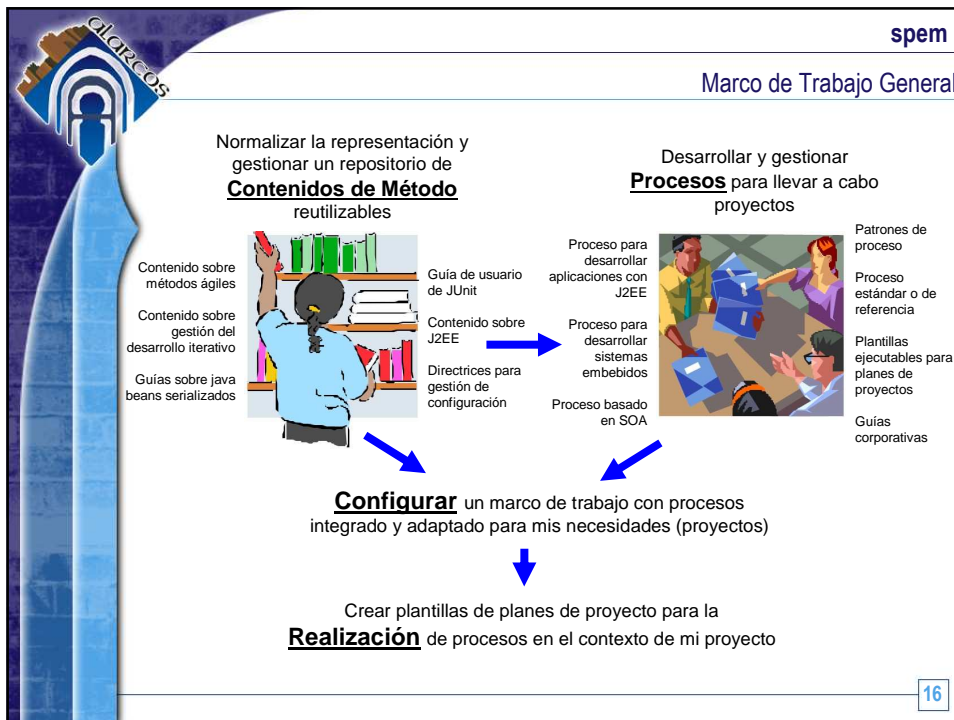 alarcos
spem
Marco de Trabajo General
Normalizar la representación y
gestionar un repositorio de
Contenidos de Método
reutilizables
Contenido sobre
métodos ágiles
Contenido sobre
gestión del
desarrollo iterativo
Guías sobre java
beans serializados
Guía de usuario
de JUnit
Contenido sobre
J2EE
Directrices para
gestión de
configuración
Desarrollar y gestionar
Procesos para llevar a cabo
proyectos
Proceso para
desarrollar
aplicaciones con
J2EE
Proceso para
desarrollar
sistemas
embebidos
Proceso basado
en SOA
Patrones de
proceso
Proceso
estándar o de
referencia
Plantillas
ejecutables para
planes de
proyectos
Guías
corporativas
Configurar un marco de trabajo con procesos
integrado y adaptado para mis necesidades (proyectos)
Crear plantillas de planes de proyecto para la
Realización de procesos en el contexto de mi proyecto
16